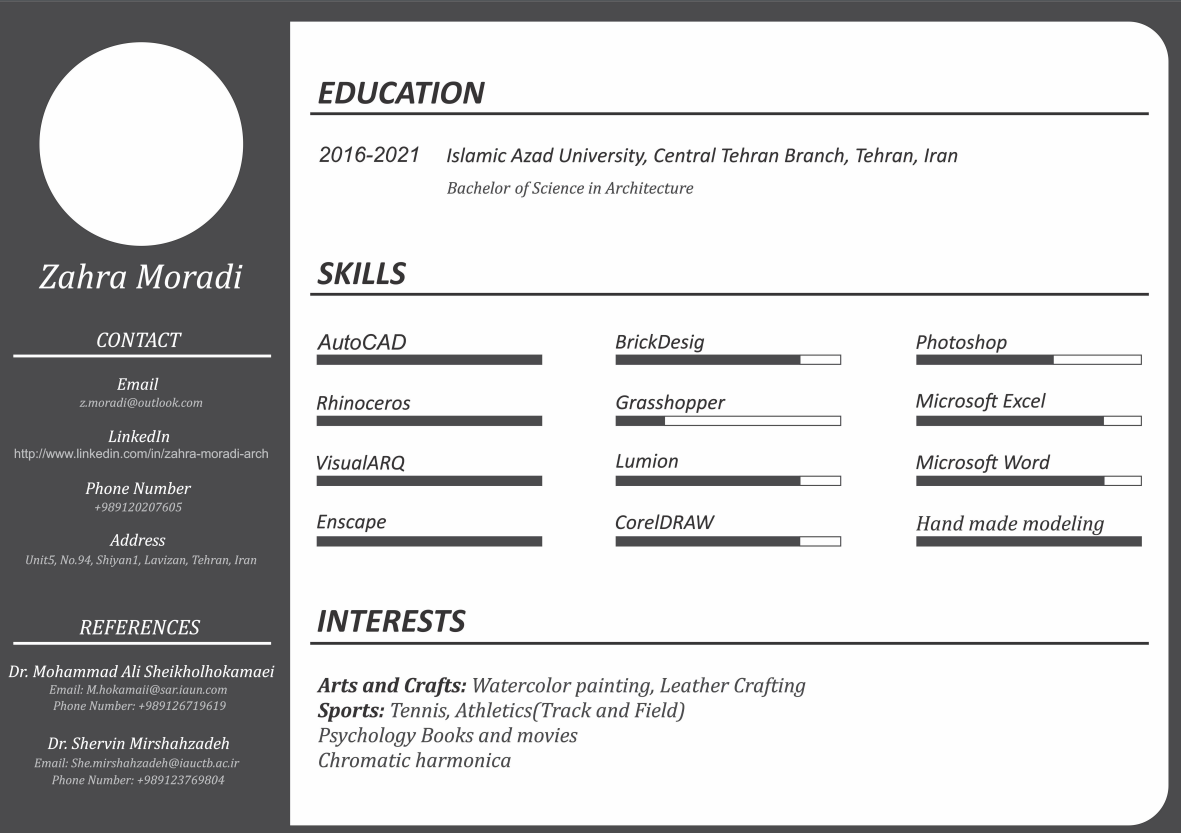 Zahra Moradi
CONTACT
Email
z.moradi@outlook.com
LinkedIn
http://www.linkedin.com/in/zahra-moradi-arch
Phone Number
+989120207605
Address
Unit5, No.94, Shiyan1, Lavizan, Tehran, Iran
REFERENCES
Dr. Mohammad Ali Sheikholhokamaei
Email: M.hokamaii@sar.iaun.com
Phone Number: +989126719619
Dr. Shervin Mirshahzadeh
Email: She.mirshahzadeh@iauctb.ac.ir
Phone Number: +989123769804
EDUCATION
2016-2021 Islamic Azad University, Central Tehran Branch, Tehran, Iran
Bachelor of Science in Architecture
SKILLS
AutoCAD BrickDesig Photoshop
Rhinoceros Grasshopper Microsoft Excel
VisualARQ Lumion Microsoft Word
Enscape CorelDRAW Hand made modeling
INTERESTS
Arts and Crafts: Watercolor painting, Leather Crafting
Sports: Tennis, Athletics(Track and Field)
Psychology Books and movies
Chromatic harmonica